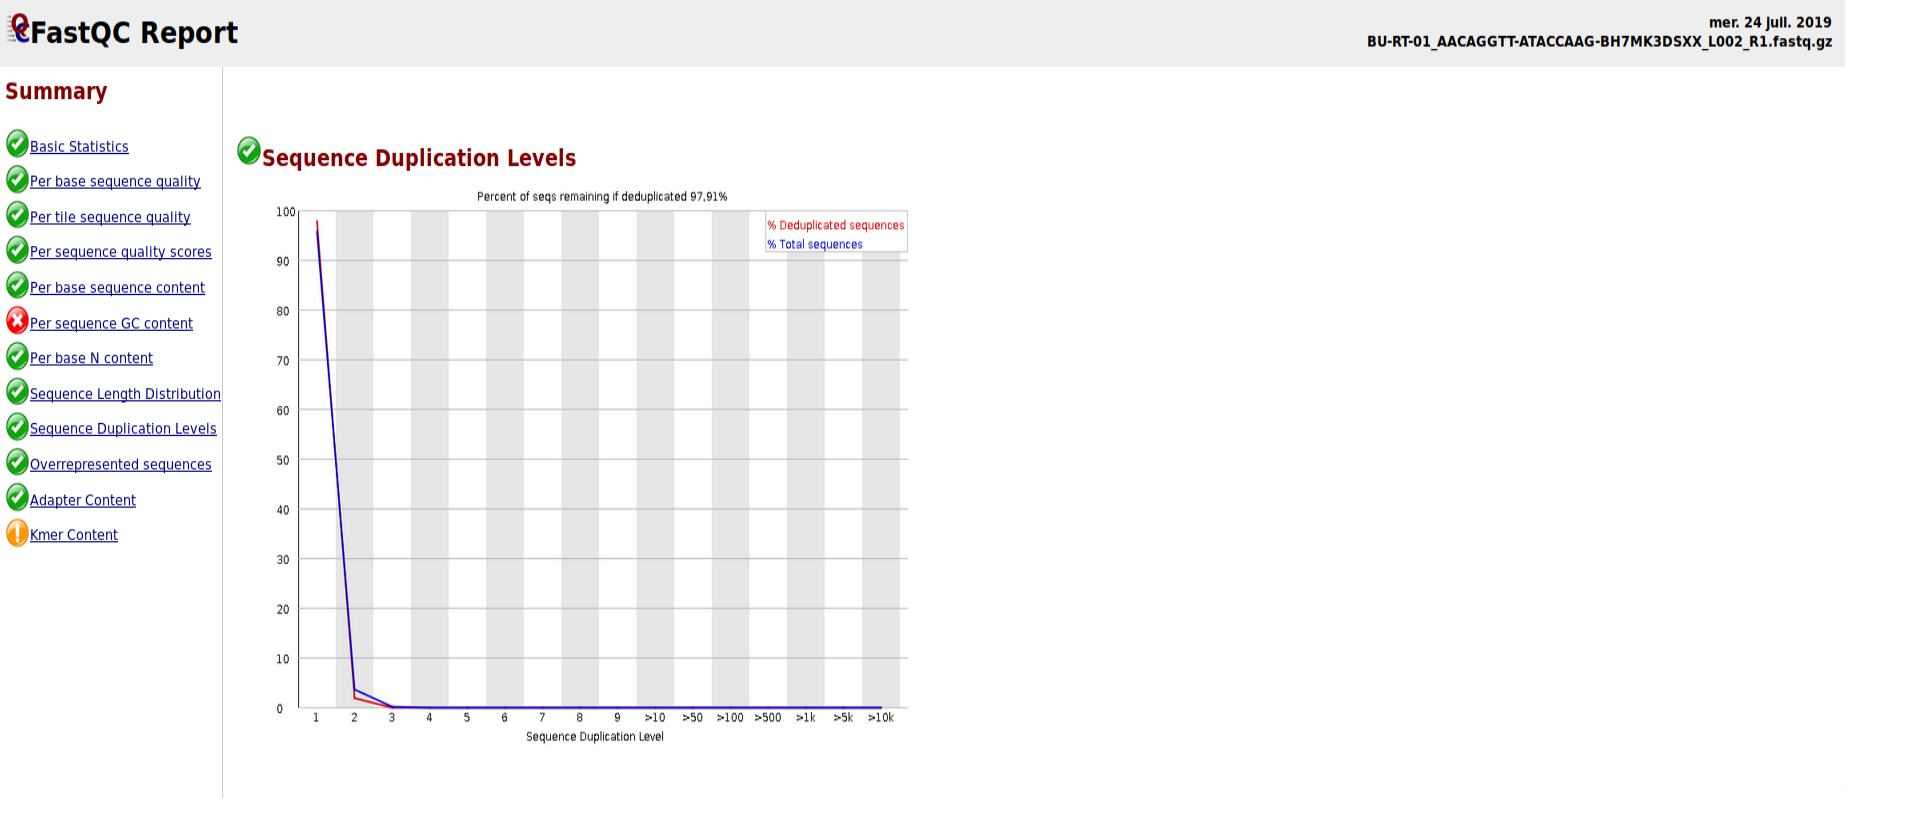 FastQC Report
mer. 24 juil. 2019
BU-RT-01_AACAGGTT-ATACCAAG-BH7MK3DSXX_L002_R1.fastq.gz
Summary
Basic Statistics
Per base sequence quality
Per tile sequence quality
Per sequence quality scores
Per base sequence content
Per sequence GC content
Per base N content
Sequence Length Distribution
Sequence Duplication Levels
Overrepresented sequences
Adapter Content
Kmer Content
Sequence Duplication Levels
Percent of seqs remaining if deduplicated 97,91%
% Deduplicated sequences
% Total sequences
100
90
80
70
60
50
40
30
20
10
0
1 2 3 4 5 6 7 8 9 >10 >50 >100 >500 >1k >5k >10k
Sequence Duplication Level